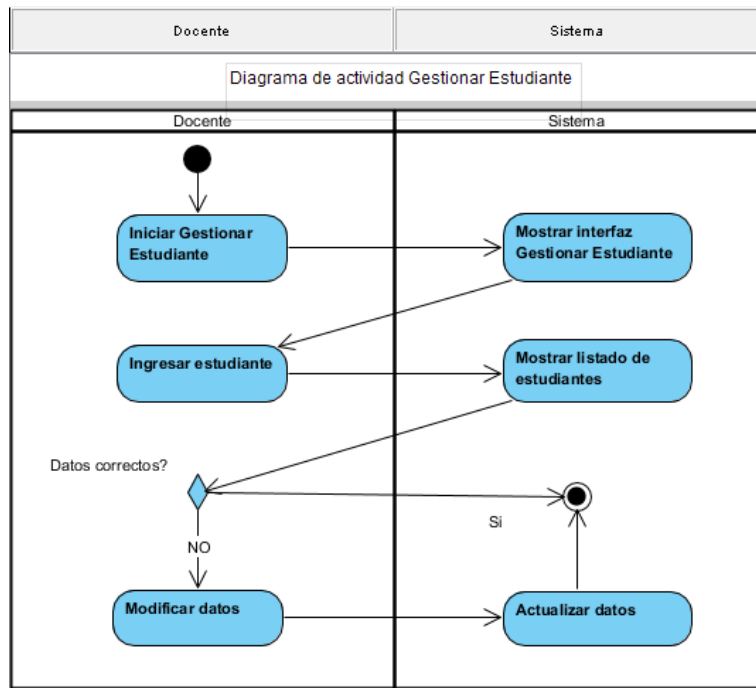 Docente
Sistema
Diagrama de actividad Gestionar Estudiante
Docente
Sistema
Iniciar Gestionar
Estudiante
Mostrar interfaz
Gestionar Estudiante
Ingresar estudiante
Mostrar listado de
estudiantes
Datos correctos?
Si
NO
Modificar datos
Actualizar datos